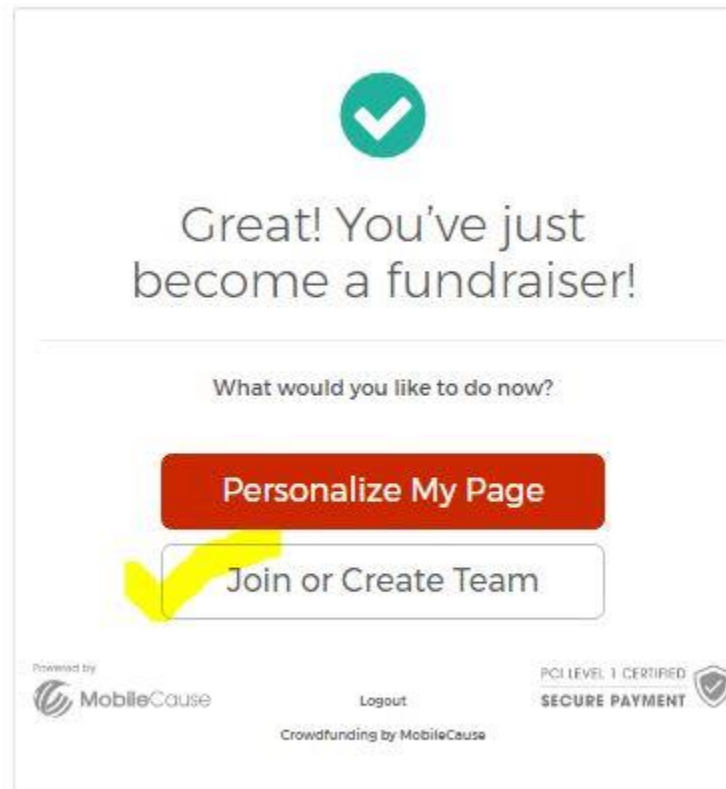 Great! You've just
become a fundraiser!
What would you like to do now?
Personalize My Page
Join or Create Team
Powered by
MobileCause
Logout
Crowdfunding by MobileCause
PCI LEVEL 1 CERTIFIED
SECURE PAYMENT